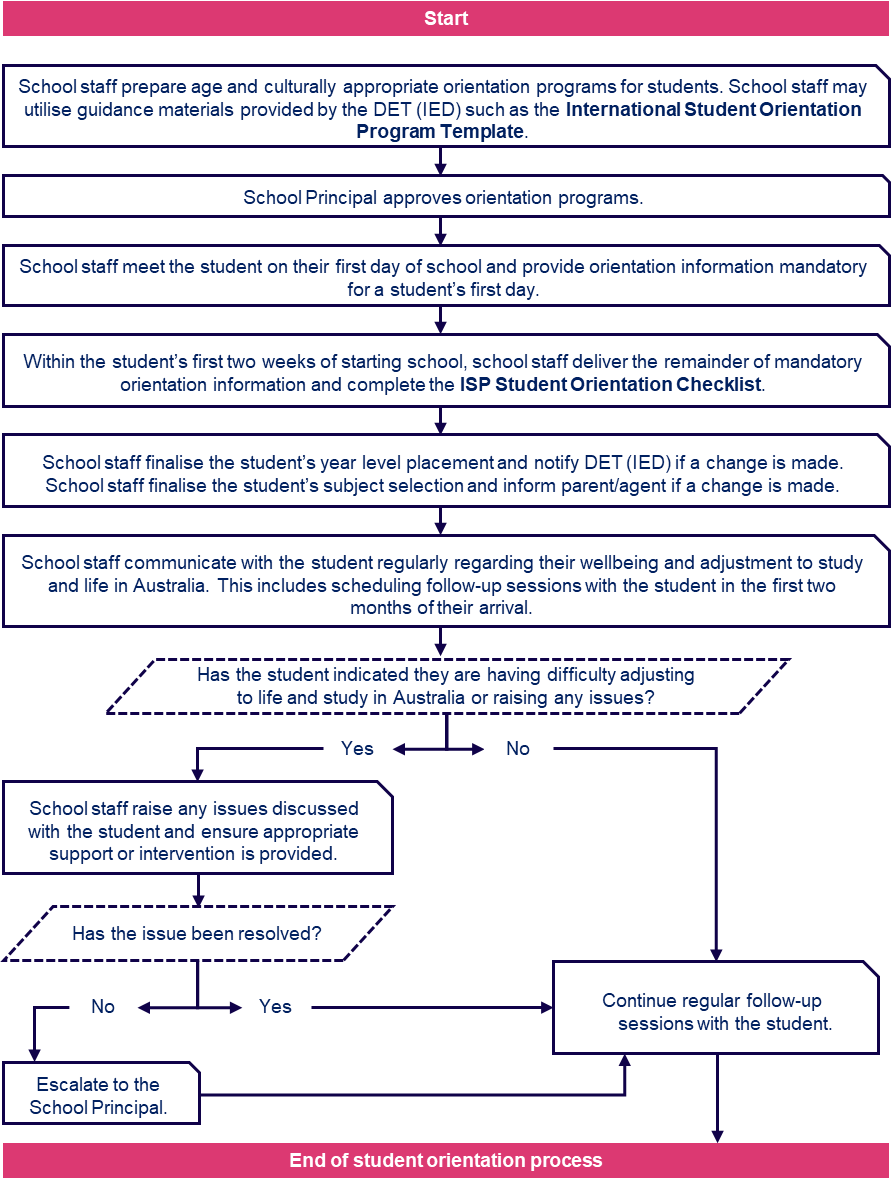 Start
School staff prepare age and culturally appropriate orientation programs for students. School staff may
utilise guidance materials provided by the DET (IED) such as the International Student Orientation
Program Template.
School Principal approves orientation programs.
School staff meet the student on their first day of school and provide orientation information mandatory
for a student's first day.
Within the student's first two weeks of starting school, school staff deliver the remainder of mandatory
orientation information and complete the ISP Student Orientation Checklist.
School staff finalise the student's year level placement and notify DET (IED) if a change is made.
School staff finalise the student's subject selection and inform parent/agent if a change is made.
School staff communicate with the student regularly regarding their wellbeing and adjustment to study
and life in Australia. This includes scheduling follow-up sessions with the student in the first two
months of their arrival.
Has the student indicated they are having difficulty adjusting
to life and study in Australia or raising any issues?
Yes
No
School staff raise any issues discussed
with the student and ensure appropriate
support or intervention is provided.
Has the issue been resolved?
No
Yes
Continue regular follow-up
sessions with the student.
Escalate to the
School Principal.
End of student orientation process